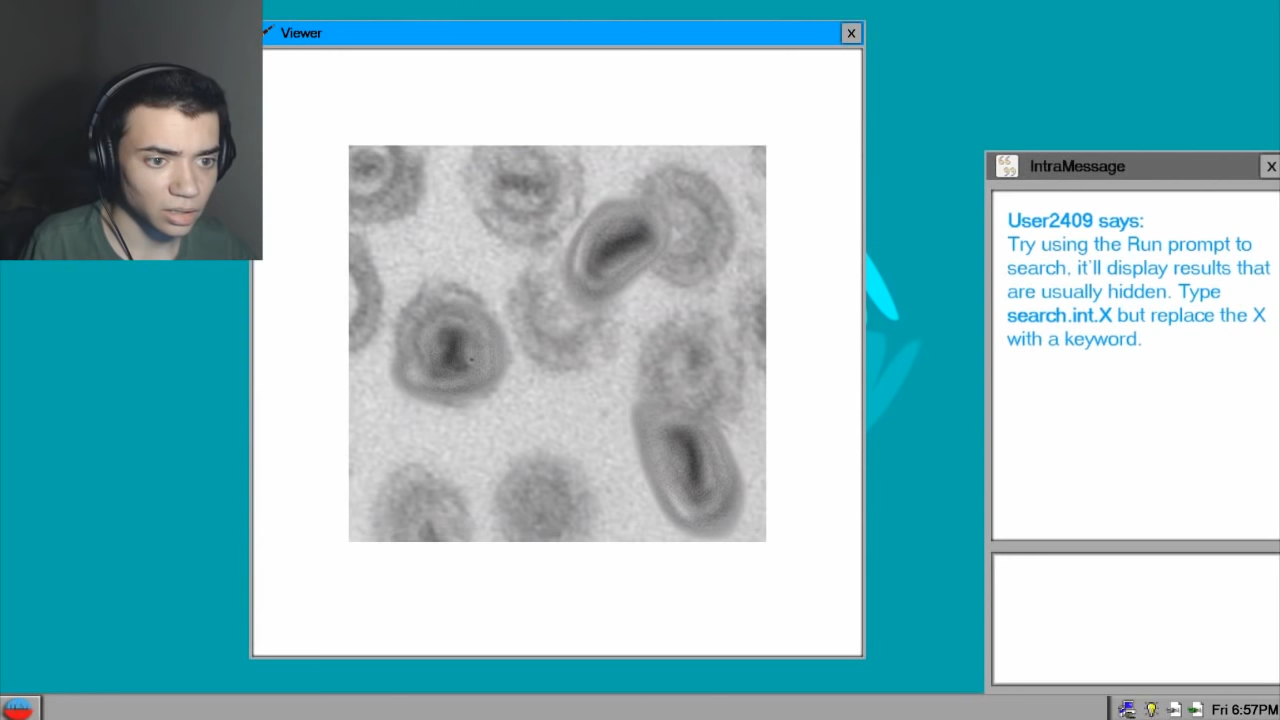 Viewer
IntraMessage
User2409 says:
Try using the Run prompt to
search, it'll display results that
are usually hidden. Type
search.int.X but replace the X
with a keyword.
Fri 6:57PM